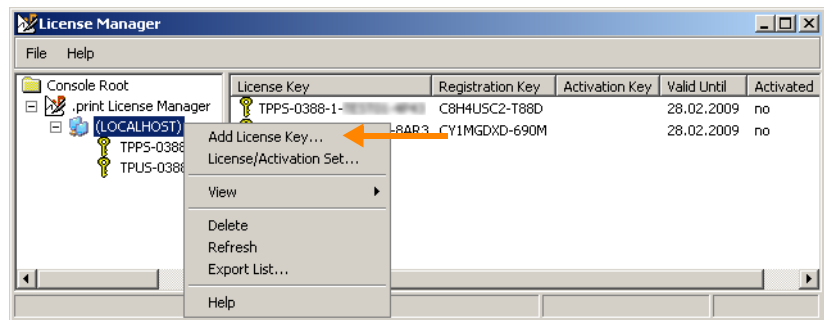 License Manager
File Help
Console Root
.print License Manager
(LOCALHOST)
TPPS-0388
TPUS-0388
License Key Registration Key Activation Key Valid Until Activated
TPPS-0388-1- C8H4USC2-T88D 28.02.2009 no
-8AR3 CY1MGDXD-690M 28.02.2009 no
Add License Key...
License/Activation Set...
View
Delete
Refresh
Export List...
Help